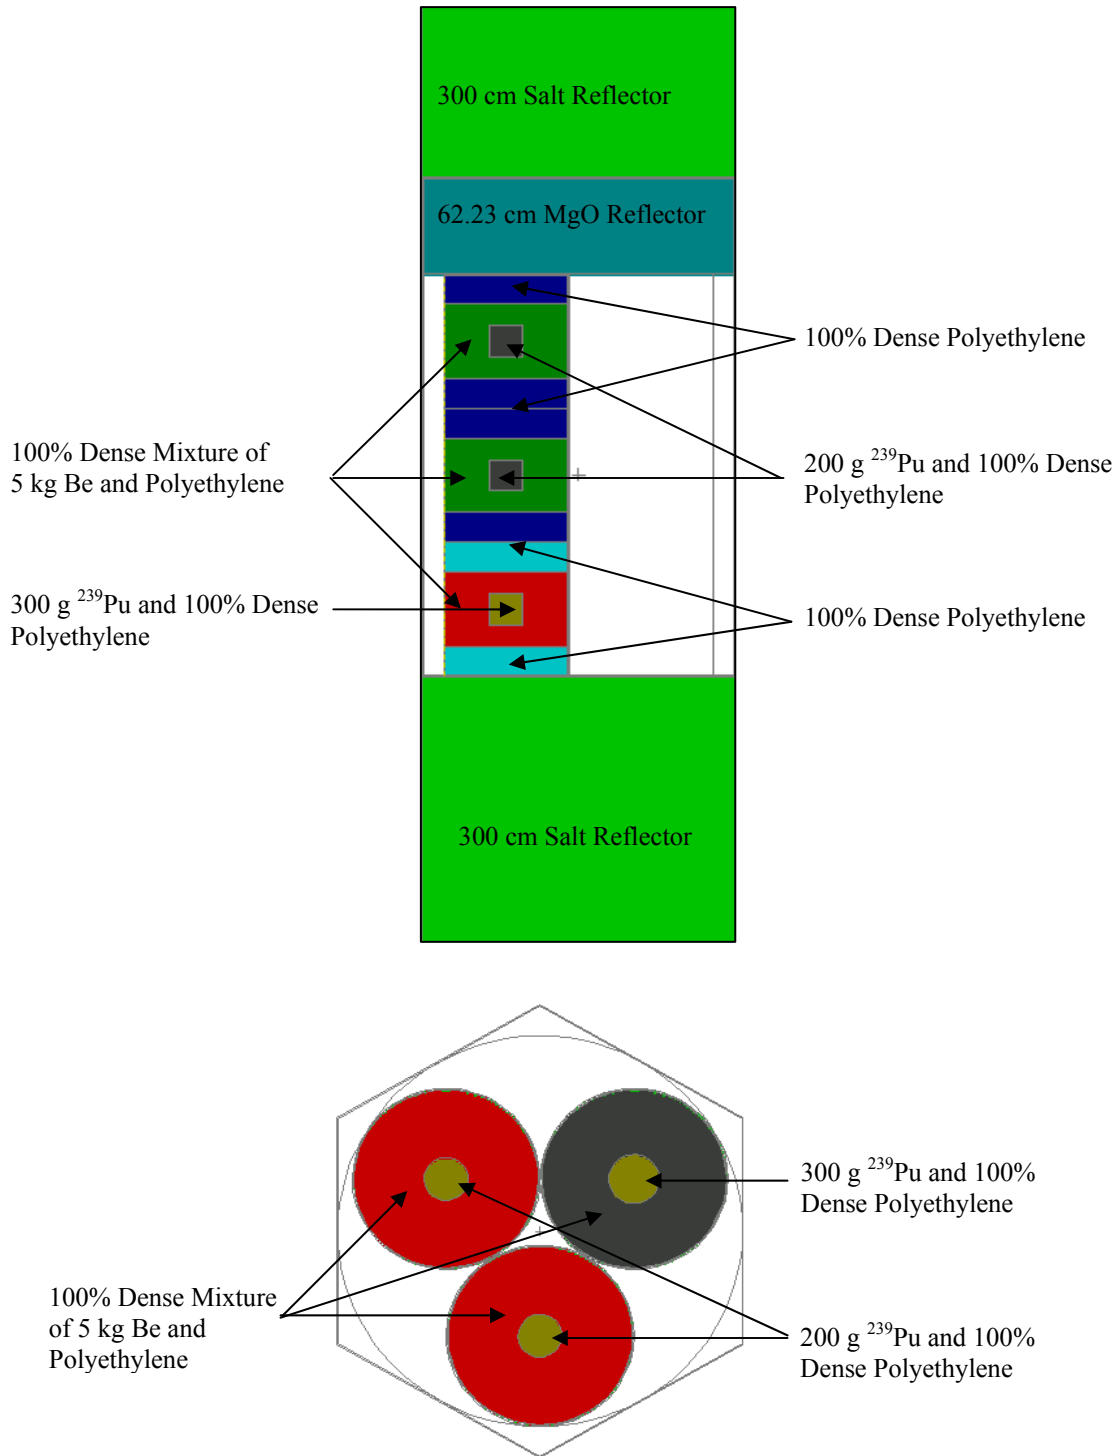 300 cm Salt Reflector
62.23 cm MgO Reflector
100% Dense Polyethylene
100% Dense Mixture of
5 kg Be and Polyethylene
200 g ²³⁹Pu and 100% Dense
Polyethylene
300 g ²³⁹Pu and 100% Dense
Polyethylene
100% Dense Polyethylene
300 cm Salt Reflector
300 g ²³⁹Pu and 100%
Dense Polyethylene
100% Dense Mixture
of 5 kg Be and
Polyethylene
200 g ²³⁹Pu and 100%
Dense Polyethylene